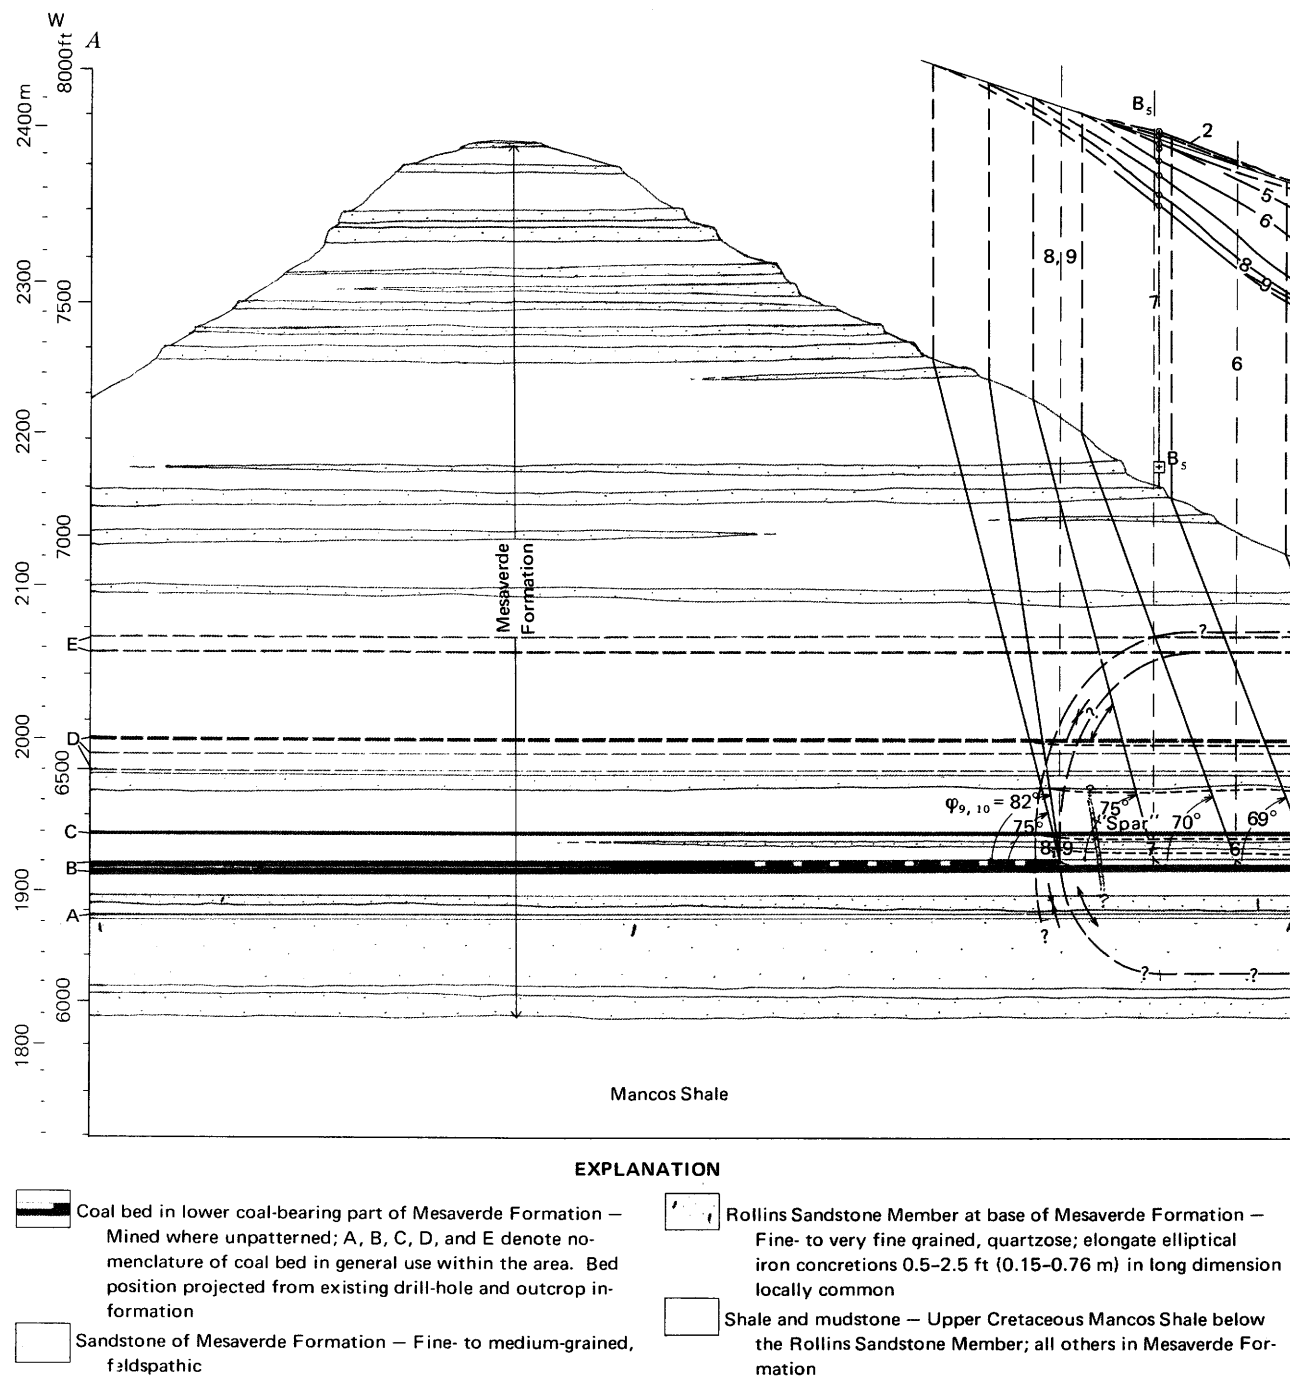 W
A
8000ft
2400m
2300
7500
2200
7000
2100
2000
6500
1900
6000
1800
B₅
2
5
6
8
9
8, 9
7
6
B₅
Mesaverde
Formation
E
D
C
B
A
?
?
φ₉, ₁₀ = 82°
75°
75°
"Spar"
70°
69°
8, 9
7
6
?
?
?
?
Mancos Shale
EXPLANATION
Coal bed in lower coal-bearing part of Mesaverde Formation —
Mined where unpatterned; A, B, C, D, and E denote no-
menclature of coal bed in general use within the area. Bed
position projected from existing drill-hole and outcrop in-
formation
Sandstone of Mesaverde Formation — Fine- to medium-grained,
feldspathic
Rollins Sandstone Member at base of Mesaverde Formation —
Fine- to very fine grained, quartzose; elongate elliptical
iron concretions 0.5–2.5 ft (0.15–0.76 m) in long dimension
locally common
Shale and mudstone — Upper Cretaceous Mancos Shale below
the Rollins Sandstone Member; all others in Mesaverde For-
mation